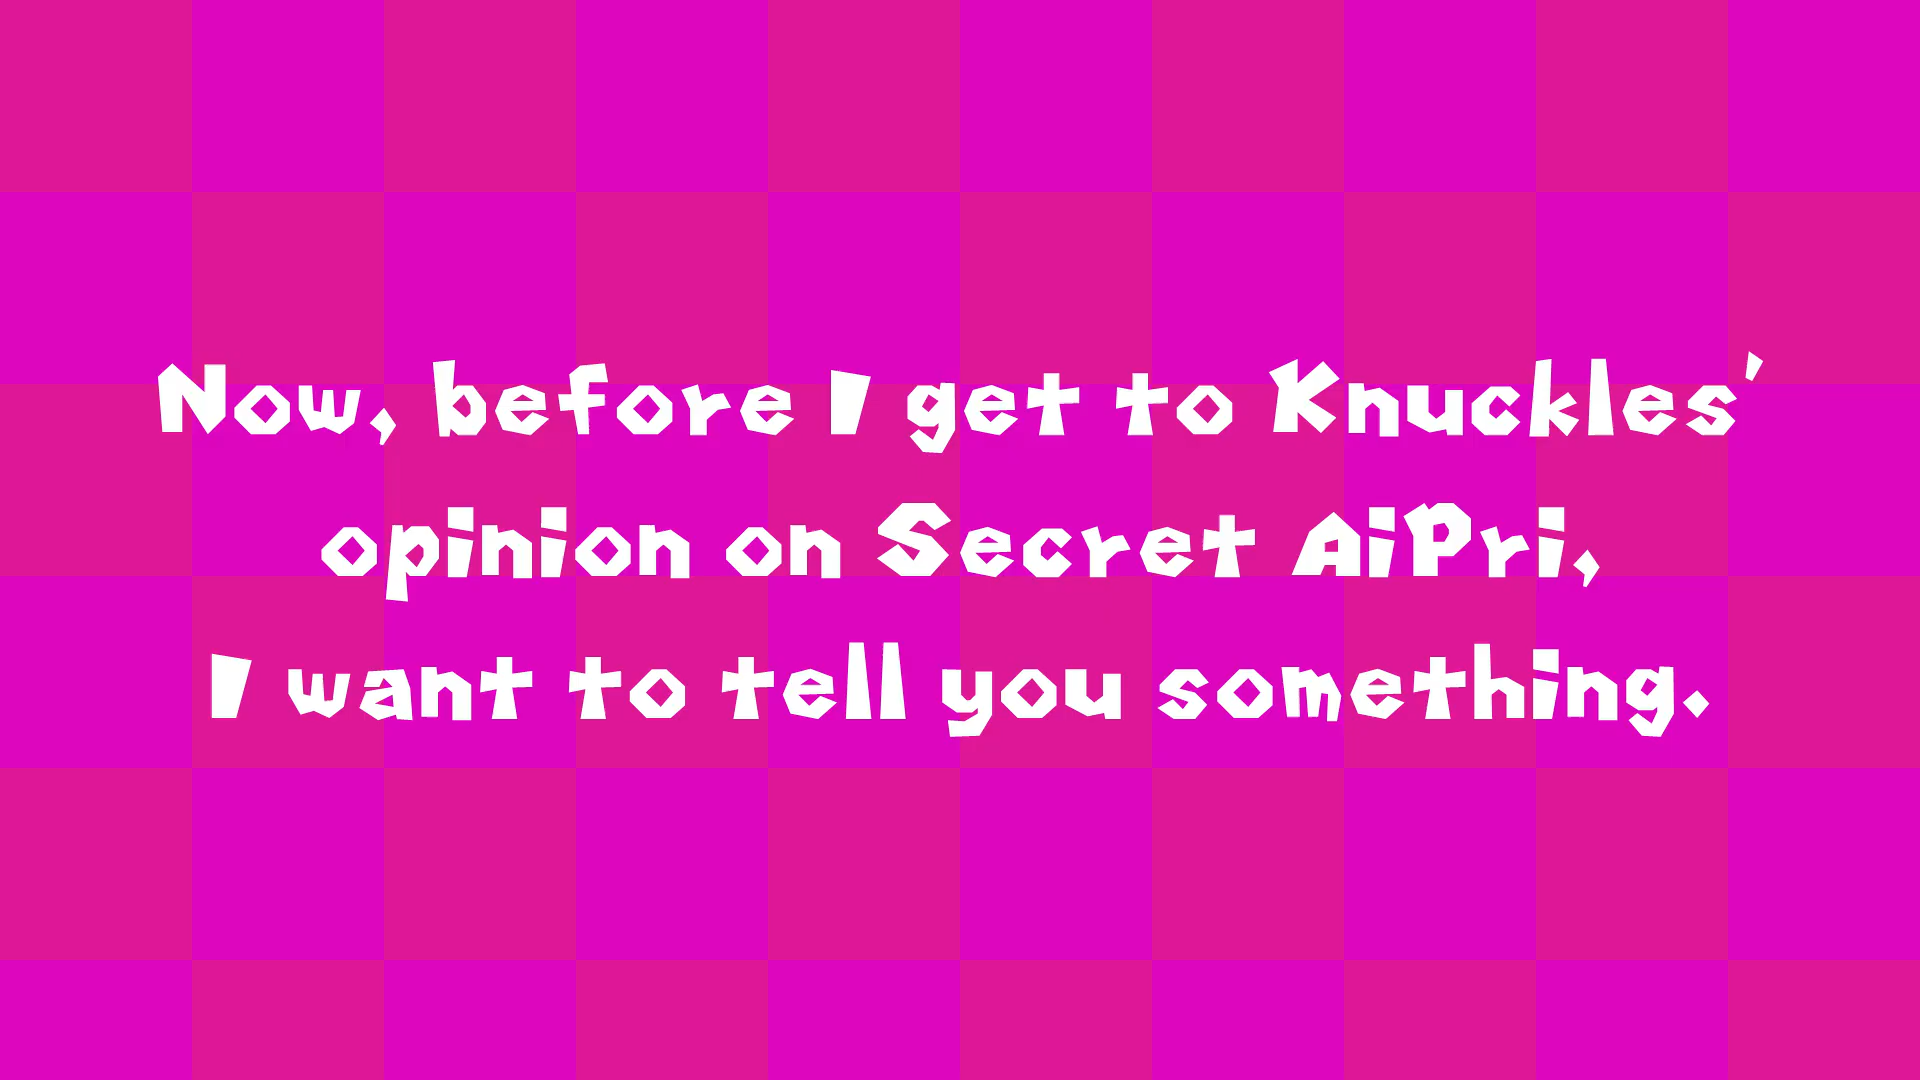 Now, before I get to Knuckles'
opinion on Secret AiPri,
I want to tell you something.